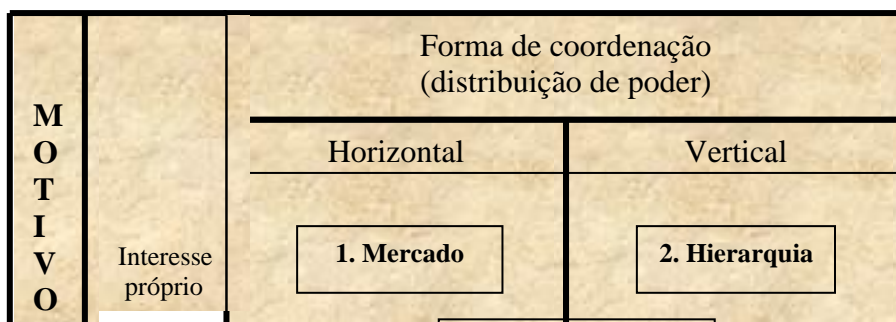 Forma de coordenação
(distribuição de poder)
M
O
T
I
V
O
Horizontal
Vertical
Interesse
próprio
1. Mercado
2. Hierarquia